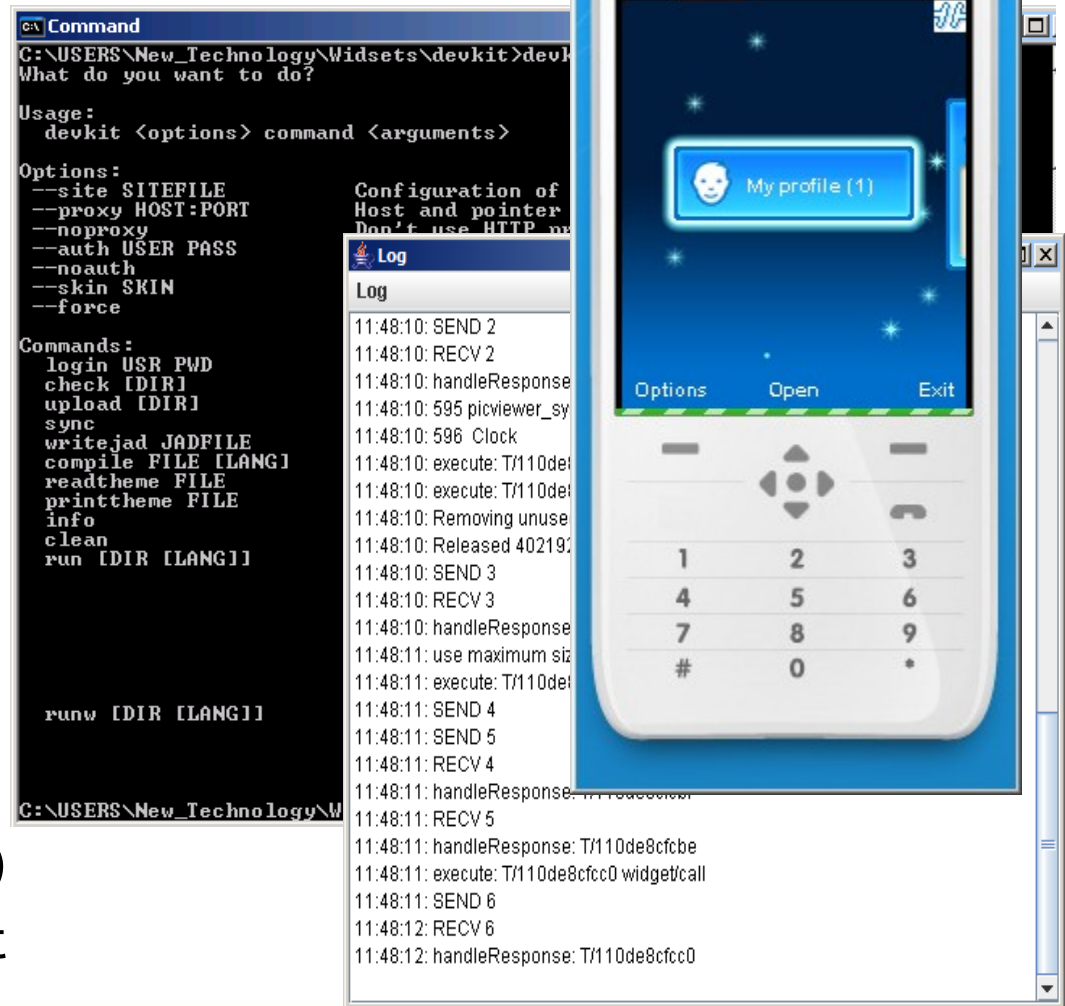 Command
C:\USERS\New_Technology\Widsets\devkit>devk
What do you want to do?
Usage:
devkit <options> command <arguments>
Options:
--site SITEFILE Configuration of
--proxy HOST:PORT Host and pointer
--noproxy Don't use HTTP pr
--auth USER PASS
--noauth
--skin SKIN
--force
Commands:
login USR PWD
check [DIR]
upload [DIR]
sync
writejad JADFILE
compile FILE [LANG]
readtheme FILE
printtheme FILE
info
clean
run [DIR [LANG]]
runw [DIR [LANG]]
C:\USERS\New_Technology\W
Log
Log
11:48:10: SEND 2
11:48:10: RECV 2
11:48:10: handleResponse
11:48:10: 595 picviewer_sy
11:48:10: 596 Clock
11:48:10: execute: T/110de8
11:48:10: execute: T/110de8
11:48:10: Removing unuse
11:48:10: Released 402192
11:48:10: SEND 3
11:48:10: RECV 3
11:48:10: handleResponse
11:48:11: use maximum siz
11:48:11: execute: T/110de8
11:48:11: SEND 4
11:48:11: SEND 5
11:48:11: RECV 4
11:48:11: handleResponse:
11:48:11: RECV 5
11:48:11: handleResponse: T/110de8cfcbe
11:48:11: execute: T/110de8cfcc0 widget/call
11:48:11: SEND 6
11:48:12: RECV 6
11:48:12: handleResponse: T/110de8cfcc0
My profile (1)
Options Open Exit
1 2 3
4 5 6
7 8 9
# 0 *
)
t